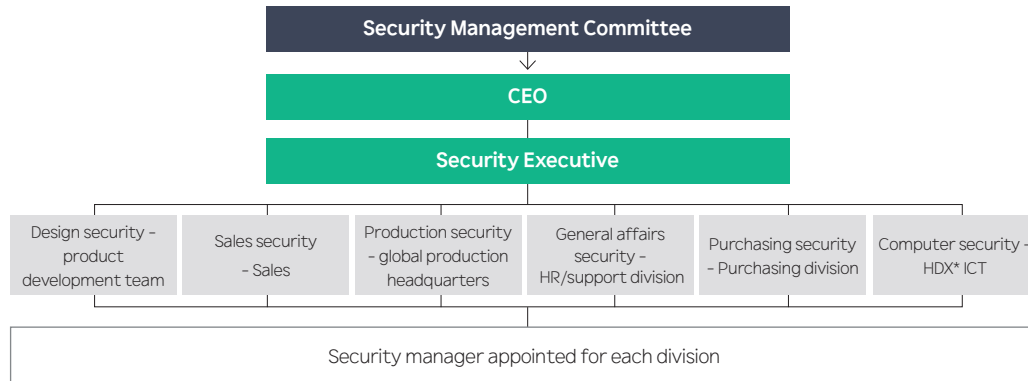 Security Management Committee
CEO
Security Executive
Design security –
product
development team
Sales security
– Sales
Production security
– global production
headquarters
General affairs
security –
HR/support division
Purchasing security
– Purchasing division
Computer security –
HDX* ICT
Security manager appointed for each division